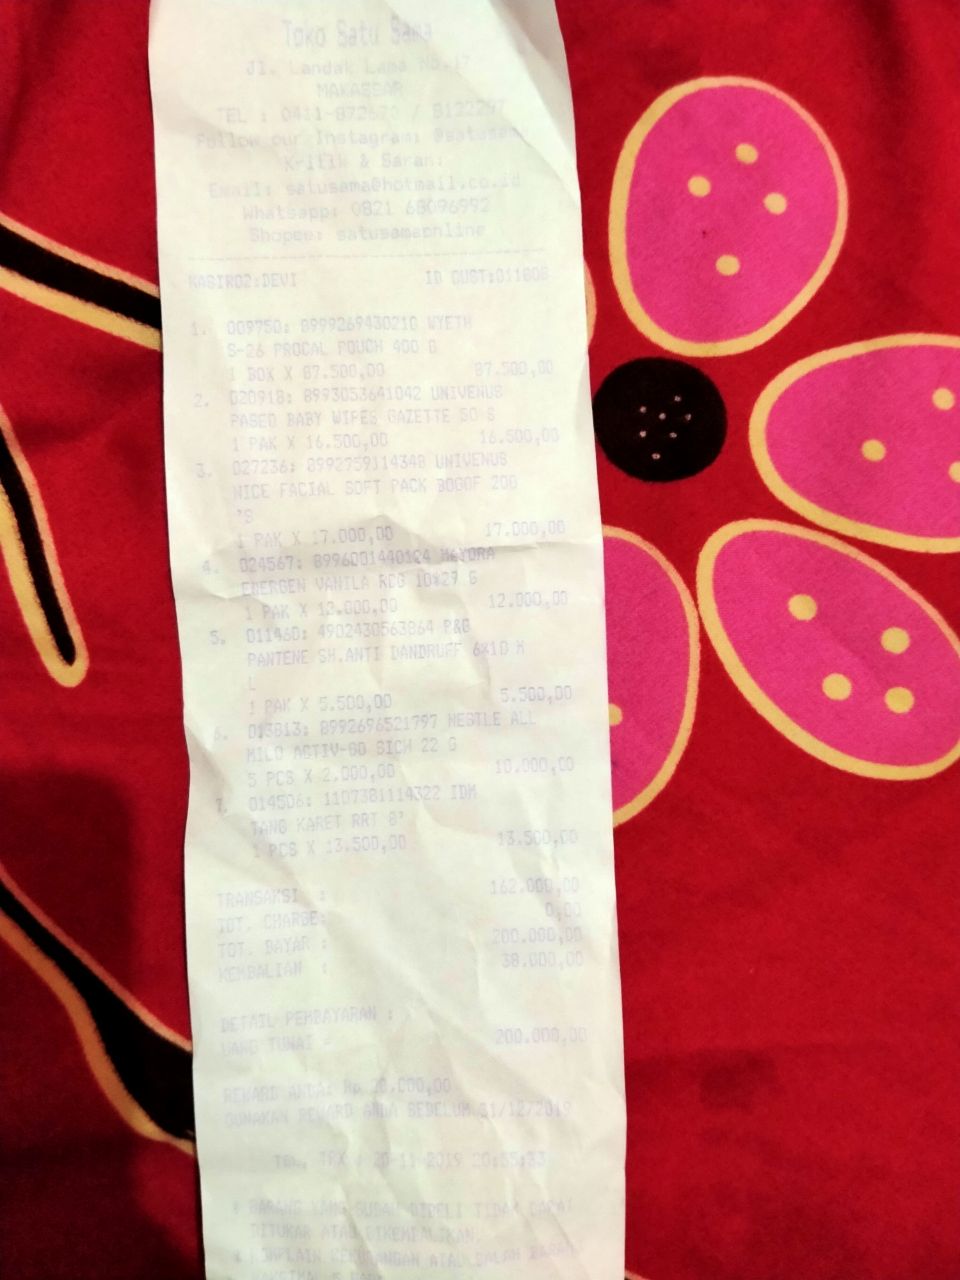 Toko Satu Sama
Jl. Landak Lama No.17
MAKASSAR
TEL : 0411-872670 / 8122297
Follow our Instagram: @satusama
Kritik & Saran:
Email: satusama@hotmail.co.id
Whatsapp: 0821 68096992
Shopee: satusamaonline
KASIR02:DEVI ID CUST:011808
1. 009750: 8999269430210 WYETH
S-26 PROCAL POUCH 400 G
1 BOX X 87.500,00 87.500,00
2. 020918: 8993053641042 UNIVENUS
PASEO BABY WIPES GAZETTE 50 S
1 PAK X 16.500,00 16.500,00
3. 027236: 8992759114348 UNIVENUS
NICE FACIAL SOFT PACK BOGOF 200
'S
1 PAK X 17.000,00 17.000,00
4. 024567: 8996001440124 MAYORA
ENERGEN VANILA RCG 10*29 G
1 PAK X 12.000,00 12.000,00
5. 011460: 4902430563864 P&G
PANTENE SH.ANTI DANDRUFF 6X10 M
L
1 PAK X 5.500,00 5.500,00
6. 013813: 8992696521797 NESTLE ALL
MILO ACTIV-GO SICH 22 G
5 PCS X 2.000,00 10.000,00
7. 014506: 1107381114322 IDM
TANG KARET RRT 8'
1 PCS X 13.500,00 13.500,00
TRANSAKSI : 162.000,00
TOT. CHARGE: 0,00
TOT. BAYAR : 200.000,00
KEMBALIAN : 38.000,00
DETAIL PEMBAYARAN :
UANG TUNAI = 200.000,00
REWARD ANDA: Rp 20.000,00
GUNAKAN REWARD ANDA SEBELUM 31/12/2019
TGL. TRX : 20-11-2019 20:55:33
* BARANG YANG SUDAH DIBELI TIDAK DAPAT
DITUKAR ATAU DIKEMBALIKAN.
* KOMPLAIN KEKURANGAN ATAU SALAH BARANG
MAKSIMAL